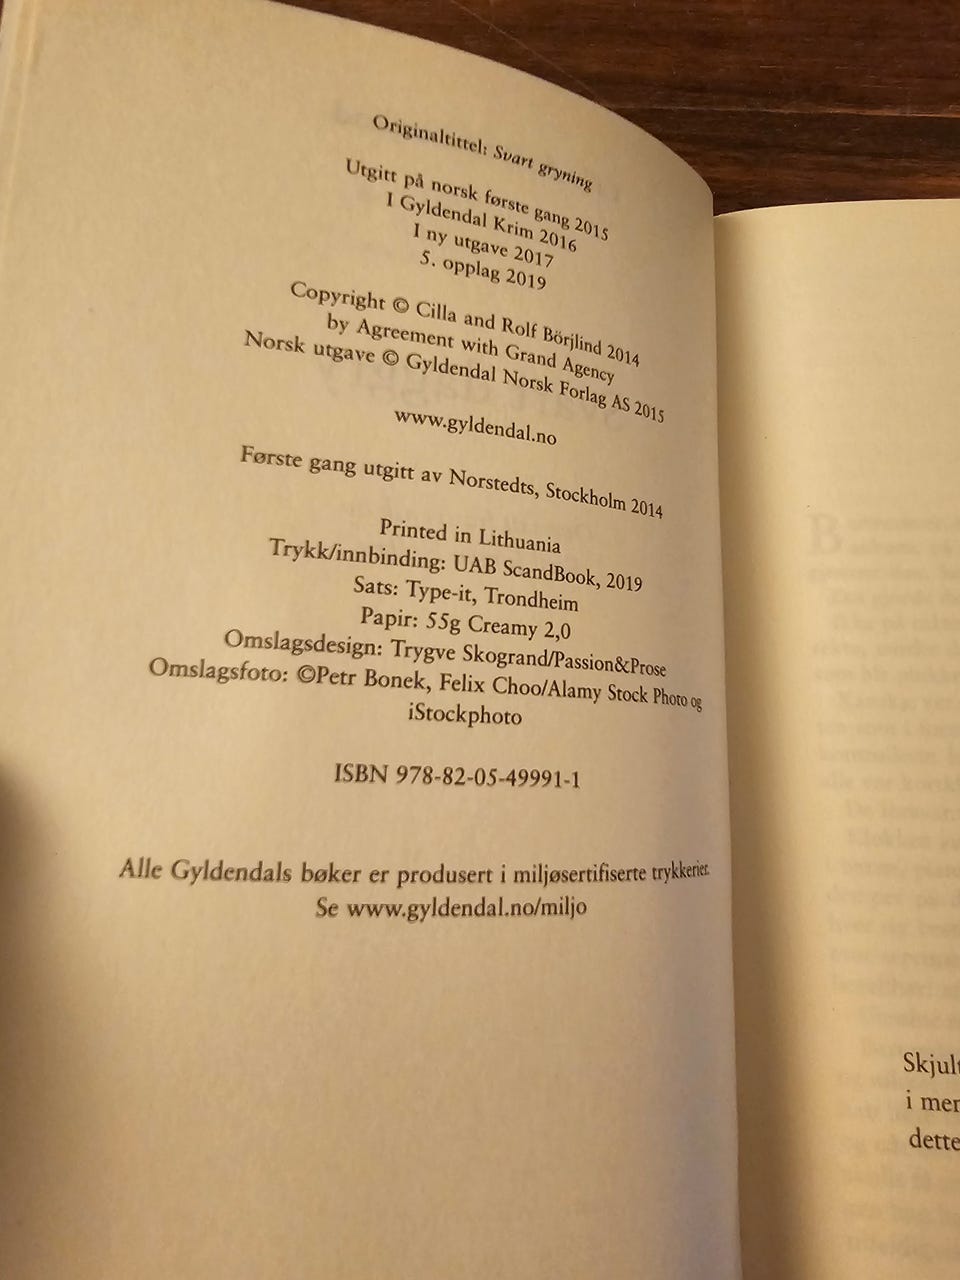 Originaltittel: Svart gryning
Utgitt på norsk første gang 2015
I Gyldendal Krim 2016
I ny utgave 2017
5. opplag 2019
Copyright © Cilla and Rolf Börjlind 2014
by Agreement with Grand Agency
Norsk utgave © Gyldendal Norsk Forlag AS 2015
www.gyldendal.no
Første gang utgitt av Norstedts, Stockholm 2014
Printed in Lithuania
Trykk/innbinding: UAB ScandBook, 2019
Sats: Type-it, Trondheim
Papir: 55g Creamy 2,0
Omslagsdesign: Trygve Skogrand/Passion&Prose
Omslagsfoto: ©Petr Bonek, Felix Choo/Alamy Stock Photo og
iStockphoto
ISBN 978-82-05-49991-1
Alle Gyldendals bøker er produsert i miljøsertifiserte trykkerier.
Se www.gyldendal.no/miljo
Skjult
i mer
dette